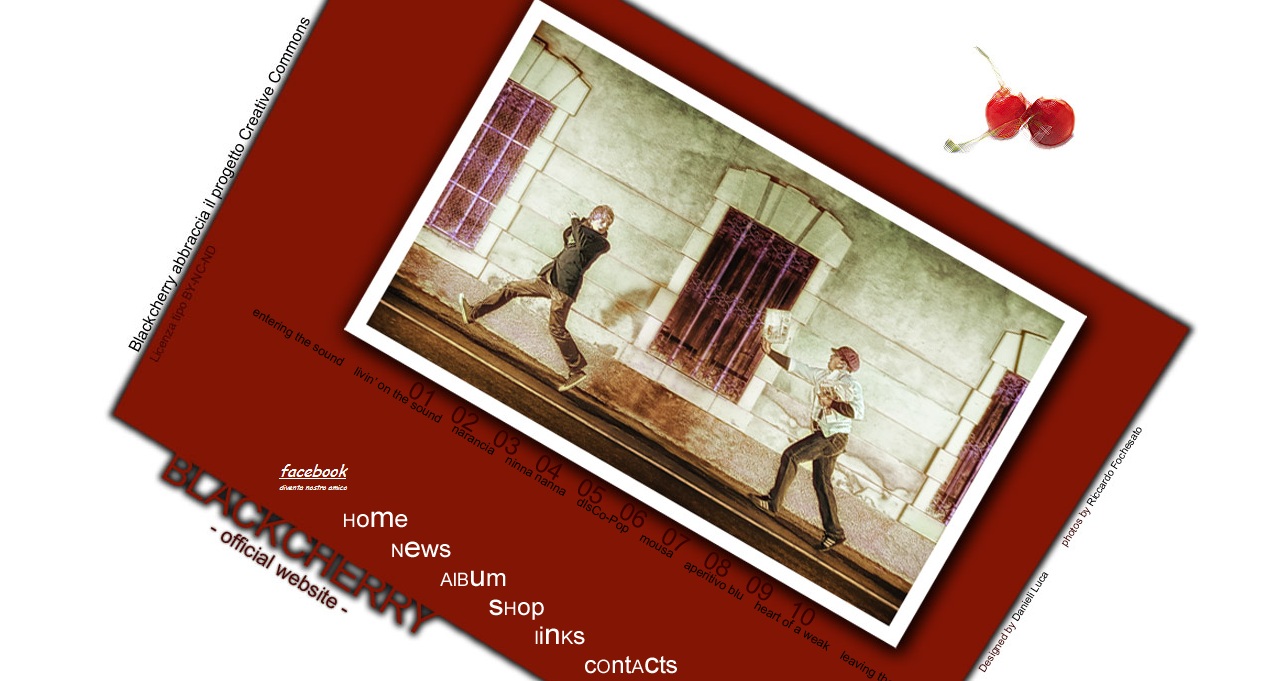 Blackcherry abbraccia il progetto Creative Commons
Licenza tipo BY-NC-ND
entering the sound
livin' on the sound
narancia
ninna nanna
disCo-Pop
mousa
aperitivo blu
heart of a weak
leaving th
01 02 03 04 05 06 07 08 09 10
facebook
diventa nostro amico
BLACKCHERRY
- official website -
Home
News
AlBum
SHop
linKs
cOntActs
photos by Riccardo Fochesato
Designed by Danieli Luca